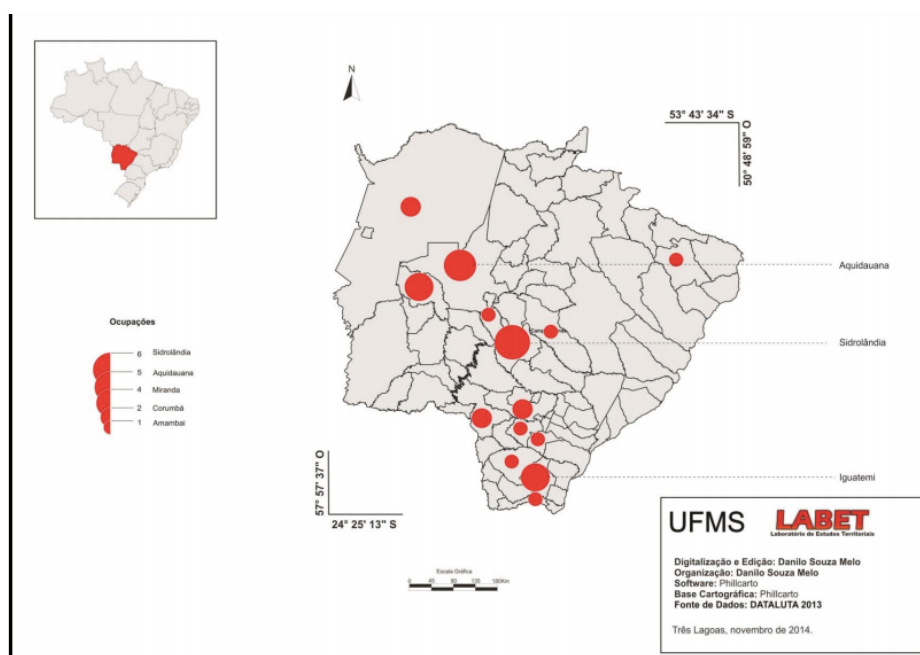 N
53° 43' 34" S
50° 48' 59" O
Aquidauana
Sidrolândia
Iguatemi
Ocupações
6 Sidrolândia
5 Aquidauana
4 Miranda
2 Corumbá
1 Amambai
57° 57' 37" O
24° 25' 13" S
Escala Gráfica
0 45 90 135 180Km
UFMS LABET
Laboratório de Estudos Territoriais
Digitalização e Edição: Danilo Souza Melo
Organização: Danilo Souza Melo
Software: Phillcarto
Base Cartográfica: Phillcarto
Fonte de Dados: DATALUTA 2013
Três Lagoas, novembro de 2014.